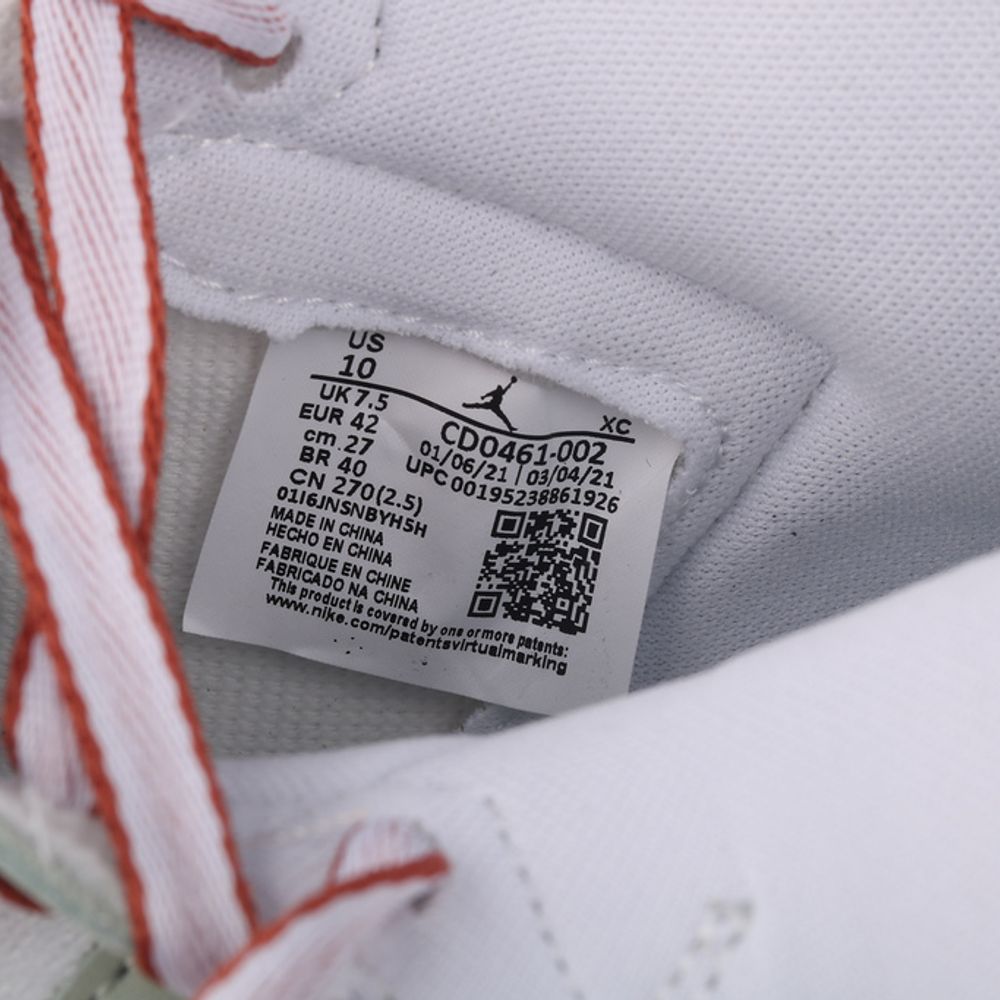 US
10
UK 7.5
EUR 42
cm 27
BR 40
CN 270(2.5)
XC
CD0461-002
01/06/21 | 03/04/21
UPC 00195238861926
01I6JNSNBYH5H
MADE IN CHINA
HECHO EN CHINA
FABRIQUE EN CHINE
FABRICADO NA CHINA
This product is covered by one or more patents:
www.nike.com/patentsvirtualmarking